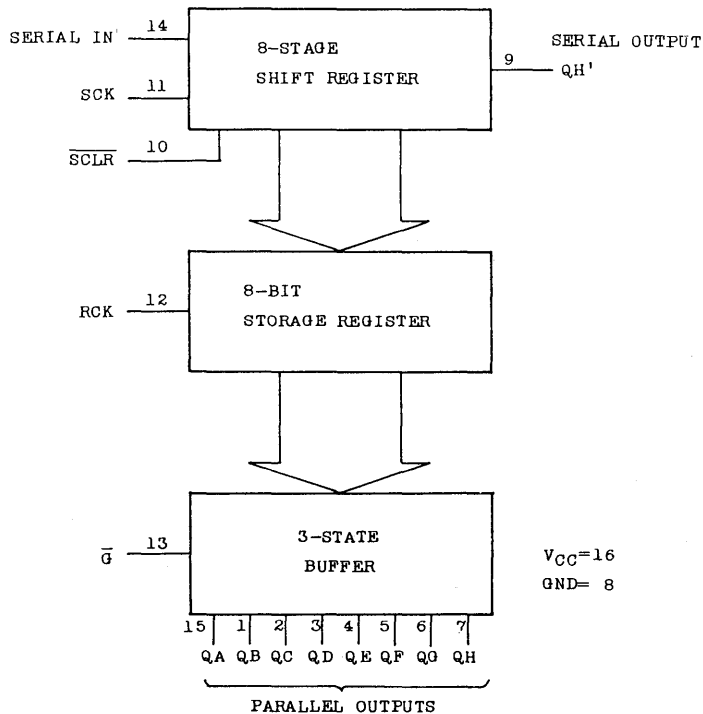 SERIAL IN 14
8-STAGE
SHIFT REGISTER
SERIAL OUTPUT
9 QH'
SCK 11
S̅C̅L̅R̅ 10
8-BIT
STORAGE REGISTER
RCK 12
3-STATE
BUFFER
G̅ 13
VCC=16
GND= 8
15 1 2 3 4 5 6 7
QA QB QC QD QE QF QG QH
PARALLEL OUTPUTS